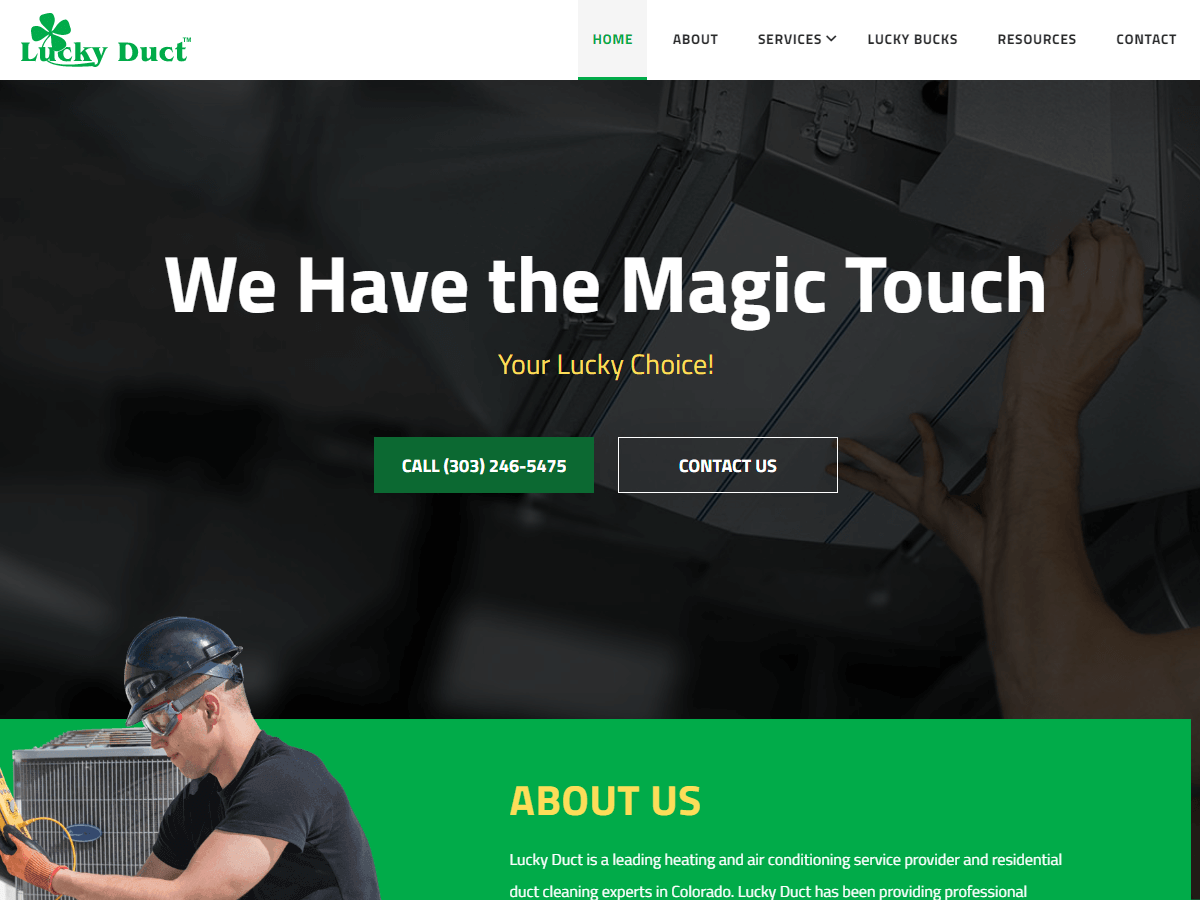 Lucky Duct™
HOME
ABOUT
SERVICES
LUCKY BUCKS
RESOURCES
CONTACT
We Have the Magic Touch
Your Lucky Choice!
CALL (303) 246-5475
CONTACT US
ABOUT US
Lucky Duct is a leading heating and air conditioning service provider and residential
duct cleaning experts in Colorado. Lucky Duct has been providing professional